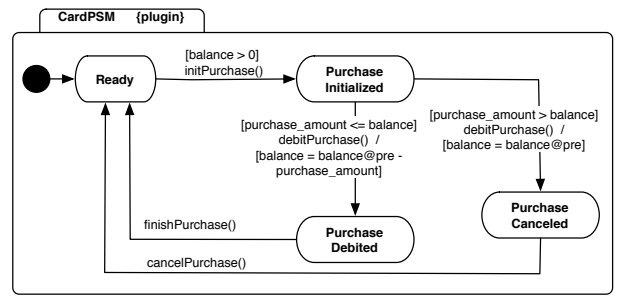 CardPSM {plugin}
[balance > 0]
initPurchase()
Ready
Purchase
Initialized
[purchase_amount <= balance]
debitPurchase() /
[balance = balance@pre -
purchase_amount]
[purchase_amount > balance]
debitPurchase() /
[balance = balance@pre]
Purchase
Canceled
finishPurchase()
Purchase
Debited
cancelPurchase()